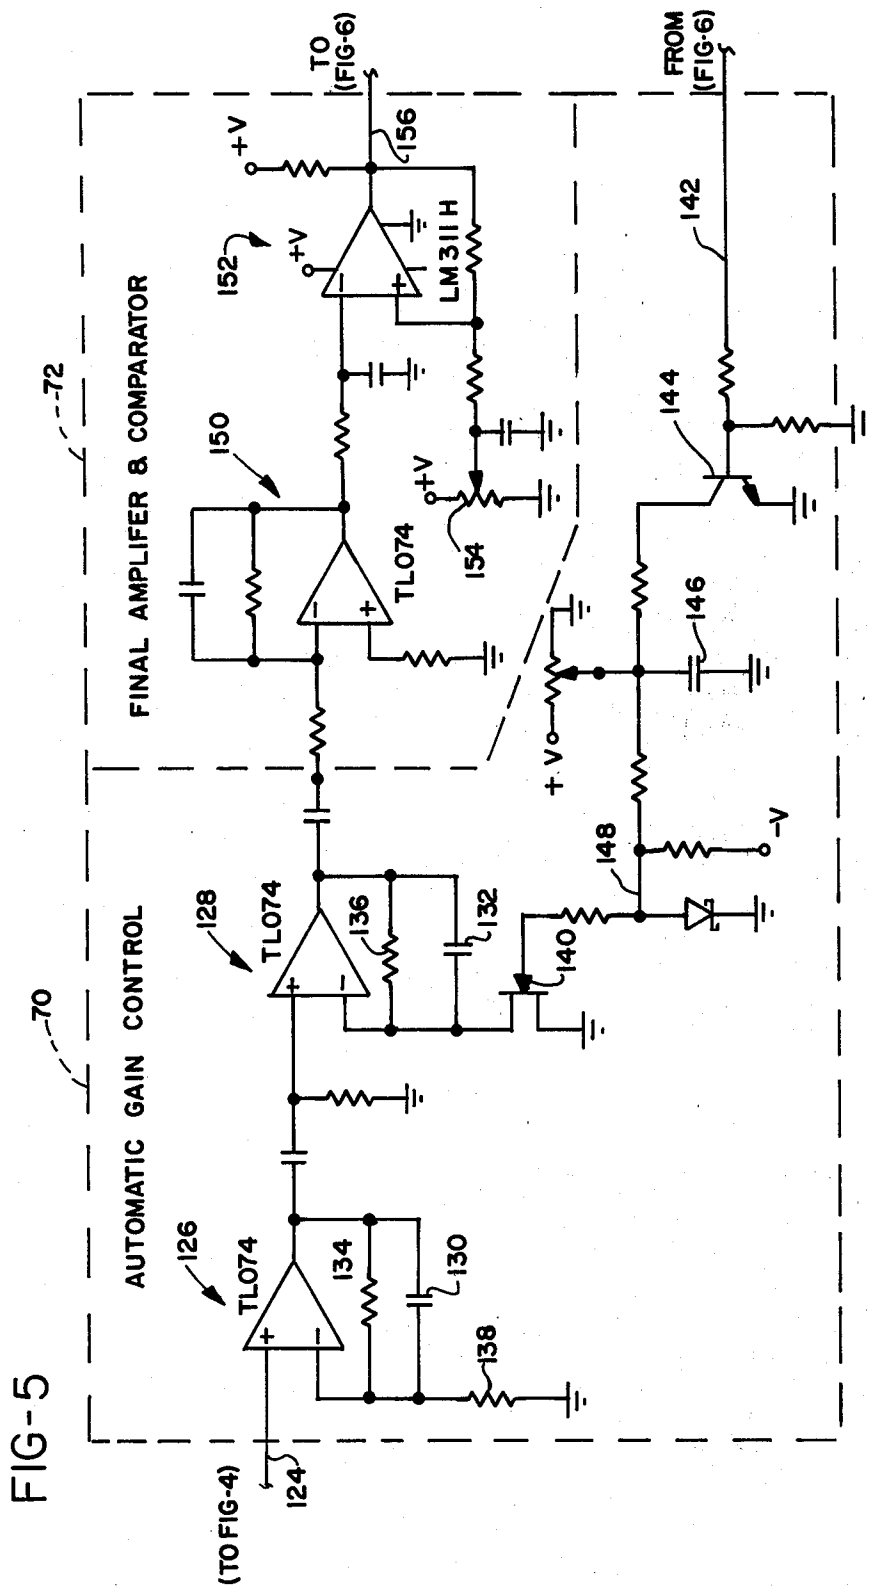 FIG-5
70
AUTOMATIC GAIN CONTROL
72
FINAL AMPLIFER & COMPARATOR
(TO FIG-4)
124
126
TL074
+
−
134
130
138
128
TL074
+
−
136
132
140
148
-V
+V
146
144
142
FROM
(FIG-6)
150
−
+
TL074
+V
154
152
+V
−
+
LM311H
+V
156
TO
(FIG-6)